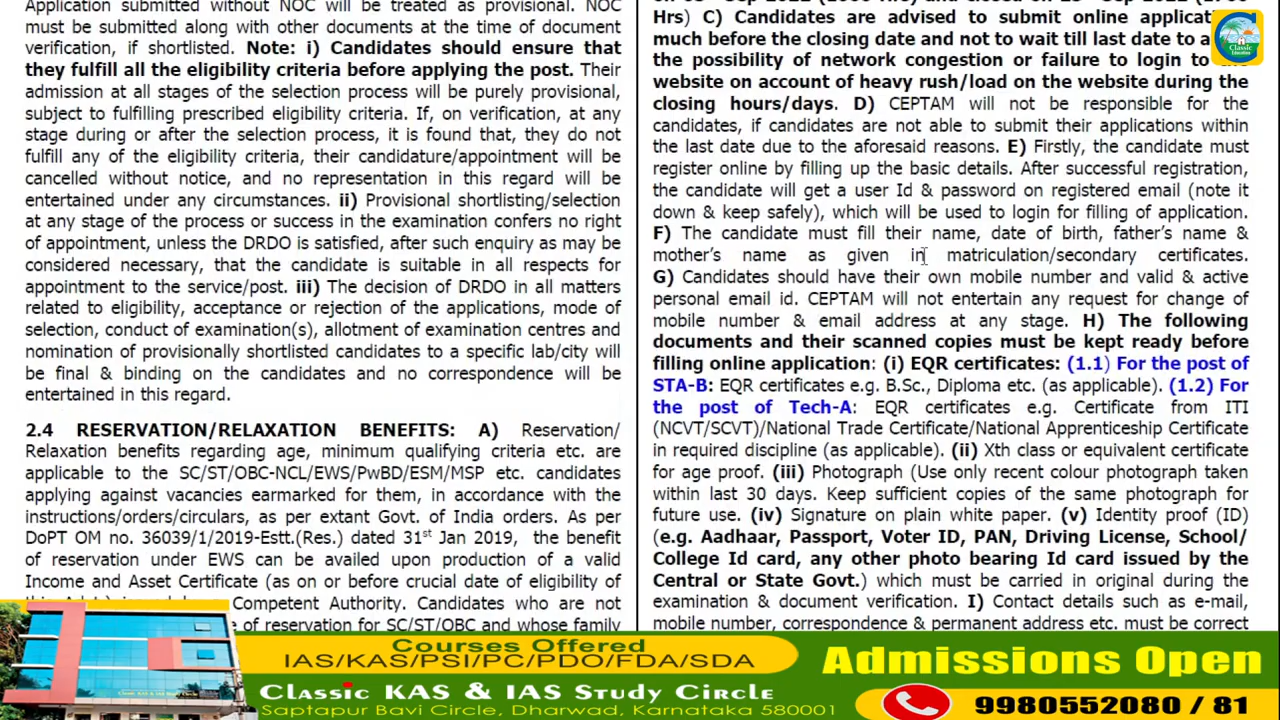 Application submitted without NOC will be treated as provisional. NOC
must be submitted along with other documents at the time of document
verification, if shortlisted. Note: i) Candidates should ensure that
they fulfill all the eligibility criteria before applying the post. Their
admission at all stages of the selection process will be purely provisional,
subject to fulfilling prescribed eligibility criteria. If, on verification, at any
stage during or after the selection process, it is found that, they do not
fulfill any of the eligibility criteria, their candidature/appointment will be
cancelled without notice, and no representation in this regard will be
entertained under any circumstances. ii) Provisional shortlisting/selection
at any stage of the process or success in the examination confers no right
of appointment, unless the DRDO is satisfied, after such enquiry as may be
considered necessary, that the candidate is suitable in all respects for
appointment to the service/post. iii) The decision of DRDO in all matters
related to eligibility, acceptance or rejection of the applications, mode of
selection, conduct of examination(s), allotment of examination centres and
nomination of provisionally shortlisted candidates to a specific lab/city will
be final & binding on the candidates and no correspondence will be
entertained in this regard.
2.4 RESERVATION/RELAXATION BENEFITS: A) Reservation/
Relaxation benefits regarding age, minimum qualifying criteria etc. are
applicable to the SC/ST/OBC-NCL/EWS/PwBD/ESM/MSP etc. candidates
applying against vacancies earmarked for them, in accordance with the
instructions/orders/circulars, as per extant Govt. of India orders. As per
DoPT OM no. 36039/1/2019-Estt.(Res.) dated 31st Jan 2019, the benefit
of reservation under EWS can be availed upon production of a valid
Income and Asset Certificate (as on or before crucial date of eligibility of
Competent Authority. Candidates who are not
of reservation for SC/ST/OBC and whose family
Hrs) C) Candidates are advised to submit online applicati
much before the closing date and not to wait till last date to a
the possibility of network congestion or failure to login to the
website on account of heavy rush/load on the website during the
closing hours/days. D) CEPTAM will not be responsible for the
candidates, if candidates are not able to submit their applications within
the last date due to the aforesaid reasons. E) Firstly, the candidate must
register online by filling up the basic details. After successful registration,
the candidate will get a user Id & password on registered email (note it
down & keep safely), which will be used to login for filling of application.
F) The candidate must fill their name, date of birth, father's name &
mother's name as given in matriculation/secondary certificates.
G) Candidates should have their own mobile number and valid & active
personal email id. CEPTAM will not entertain any request for change of
mobile number & email address at any stage. H) The following
documents and their scanned copies must be kept ready before
filling online application: (i) EQR certificates: (1.1) For the post of
STA-B: EQR certificates e.g. B.Sc., Diploma etc. (as applicable). (1.2) For
the post of Tech-A: EQR certificates e.g. Certificate from ITI
(NCVT/SCVT)/National Trade Certificate/National Apprenticeship Certificate
in required discipline (as applicable). (ii) Xth class or equivalent certificate
for age proof. (iii) Photograph (Use only recent colour photograph taken
within last 30 days. Keep sufficient copies of the same photograph for
future use. (iv) Signature on plain white paper. (v) Identity proof (ID)
(e.g. Aadhaar, Passport, Voter ID, PAN, Driving License, School/
College Id card, any other photo bearing Id card issued by the
Central or State Govt.) which must be carried in original during the
examination & document verification. I) Contact details such as e-mail,
mobile number, correspondence & permanent address etc. must be correct
Classic
Education
Courses Offered
IAS/KAS/PSI/PC/PDO/FDA/SDA
Classic KAS & IAS Study Circle
Saptapur Bavi Circle, Dharwad, Karnataka 580001
Admissions Open
9980552080 / 81